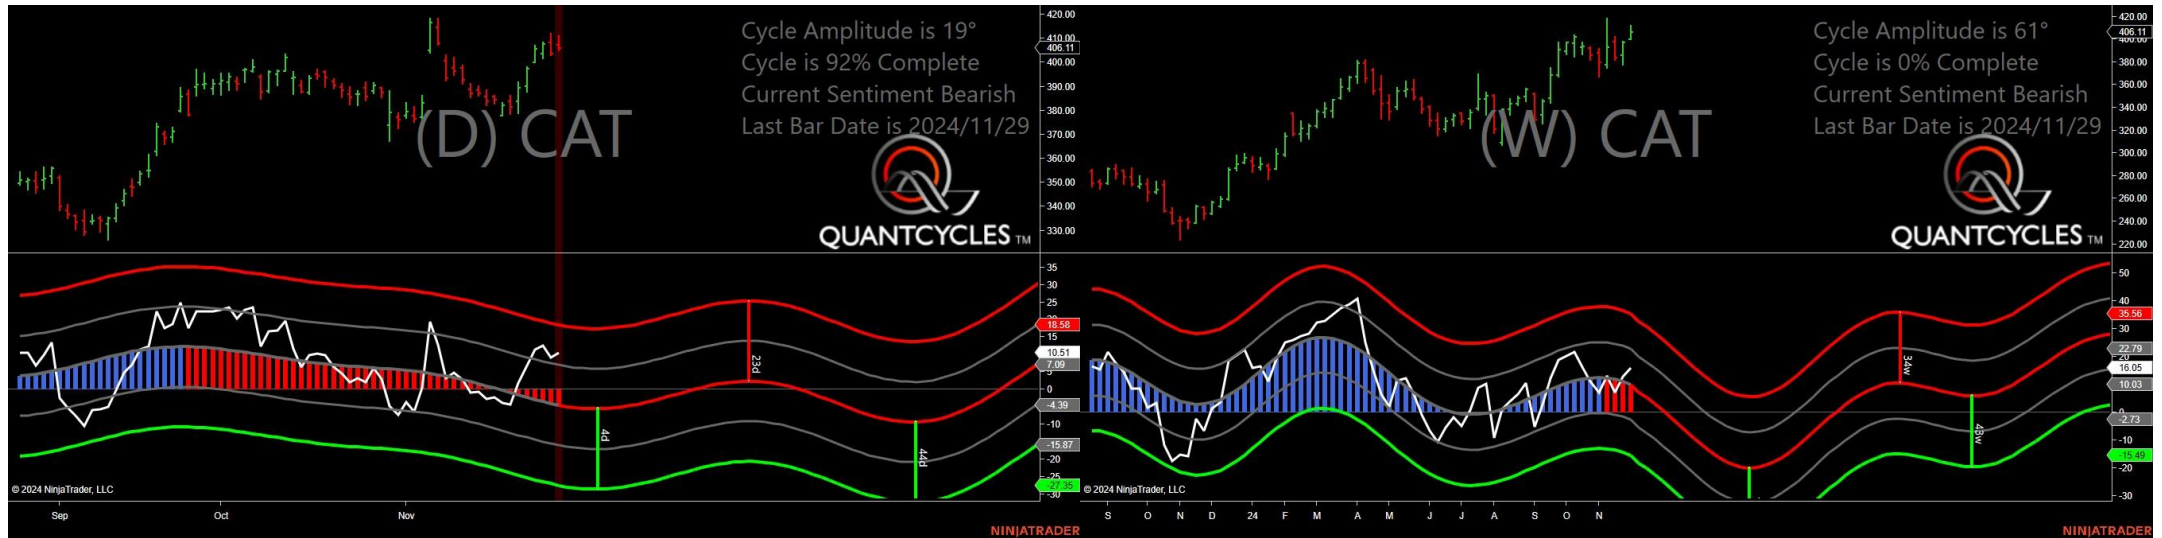 Cycle Amplitude is 19°
Cycle is 92% Complete
Current Sentiment Bearish
Last Bar Date is 2024/11/29
(D) CAT
QUANTCYCLES TM
420.00
410.00
406.11
400.00
390.00
380.00
370.00
360.00
350.00
340.00
330.00
35
30
25
18.58
15
10.51
7.09
5
0
-4.39
-10
-15.87
-20
-27.35
-30
23d
4d
44d
© 2024 NinjaTrader, LLC
Sep
Oct
Nov
NINJATRADER
Cycle Amplitude is 61°
Cycle is 0% Complete
Current Sentiment Bearish
Last Bar Date is 2024/11/29
(W) CAT
QUANTCYCLES TM
420.00
406.11
400.00
380.00
360.00
340.00
320.00
300.00
280.00
260.00
240.00
220.00
50
40
35.56
30
22.79
20
16.05
10.03
0
-2.73
-10
-15.49
-20
-30
34w
43w
© 2024 NinjaTrader, LLC
S
O
N
D
24
F
M
A
M
J
J
A
S
O
N
NINJATRADER